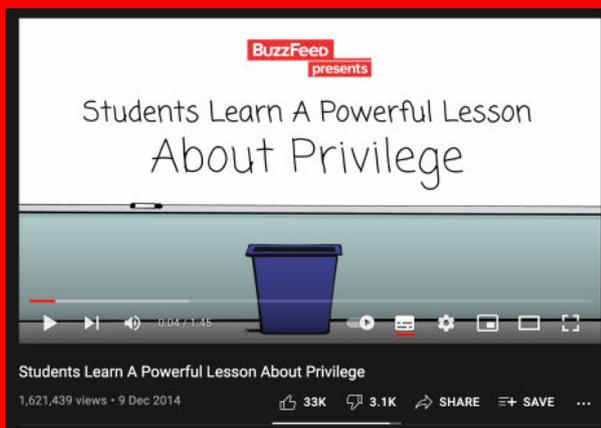 BuzzFeed
presents
Students Learn A Powerful Lesson
About Privilege
0:04 / 1:45
Students Learn A Powerful Lesson About Privilege
1,621,439 views • 9 Dec 2014
33K
3.1K
SHARE
SAVE